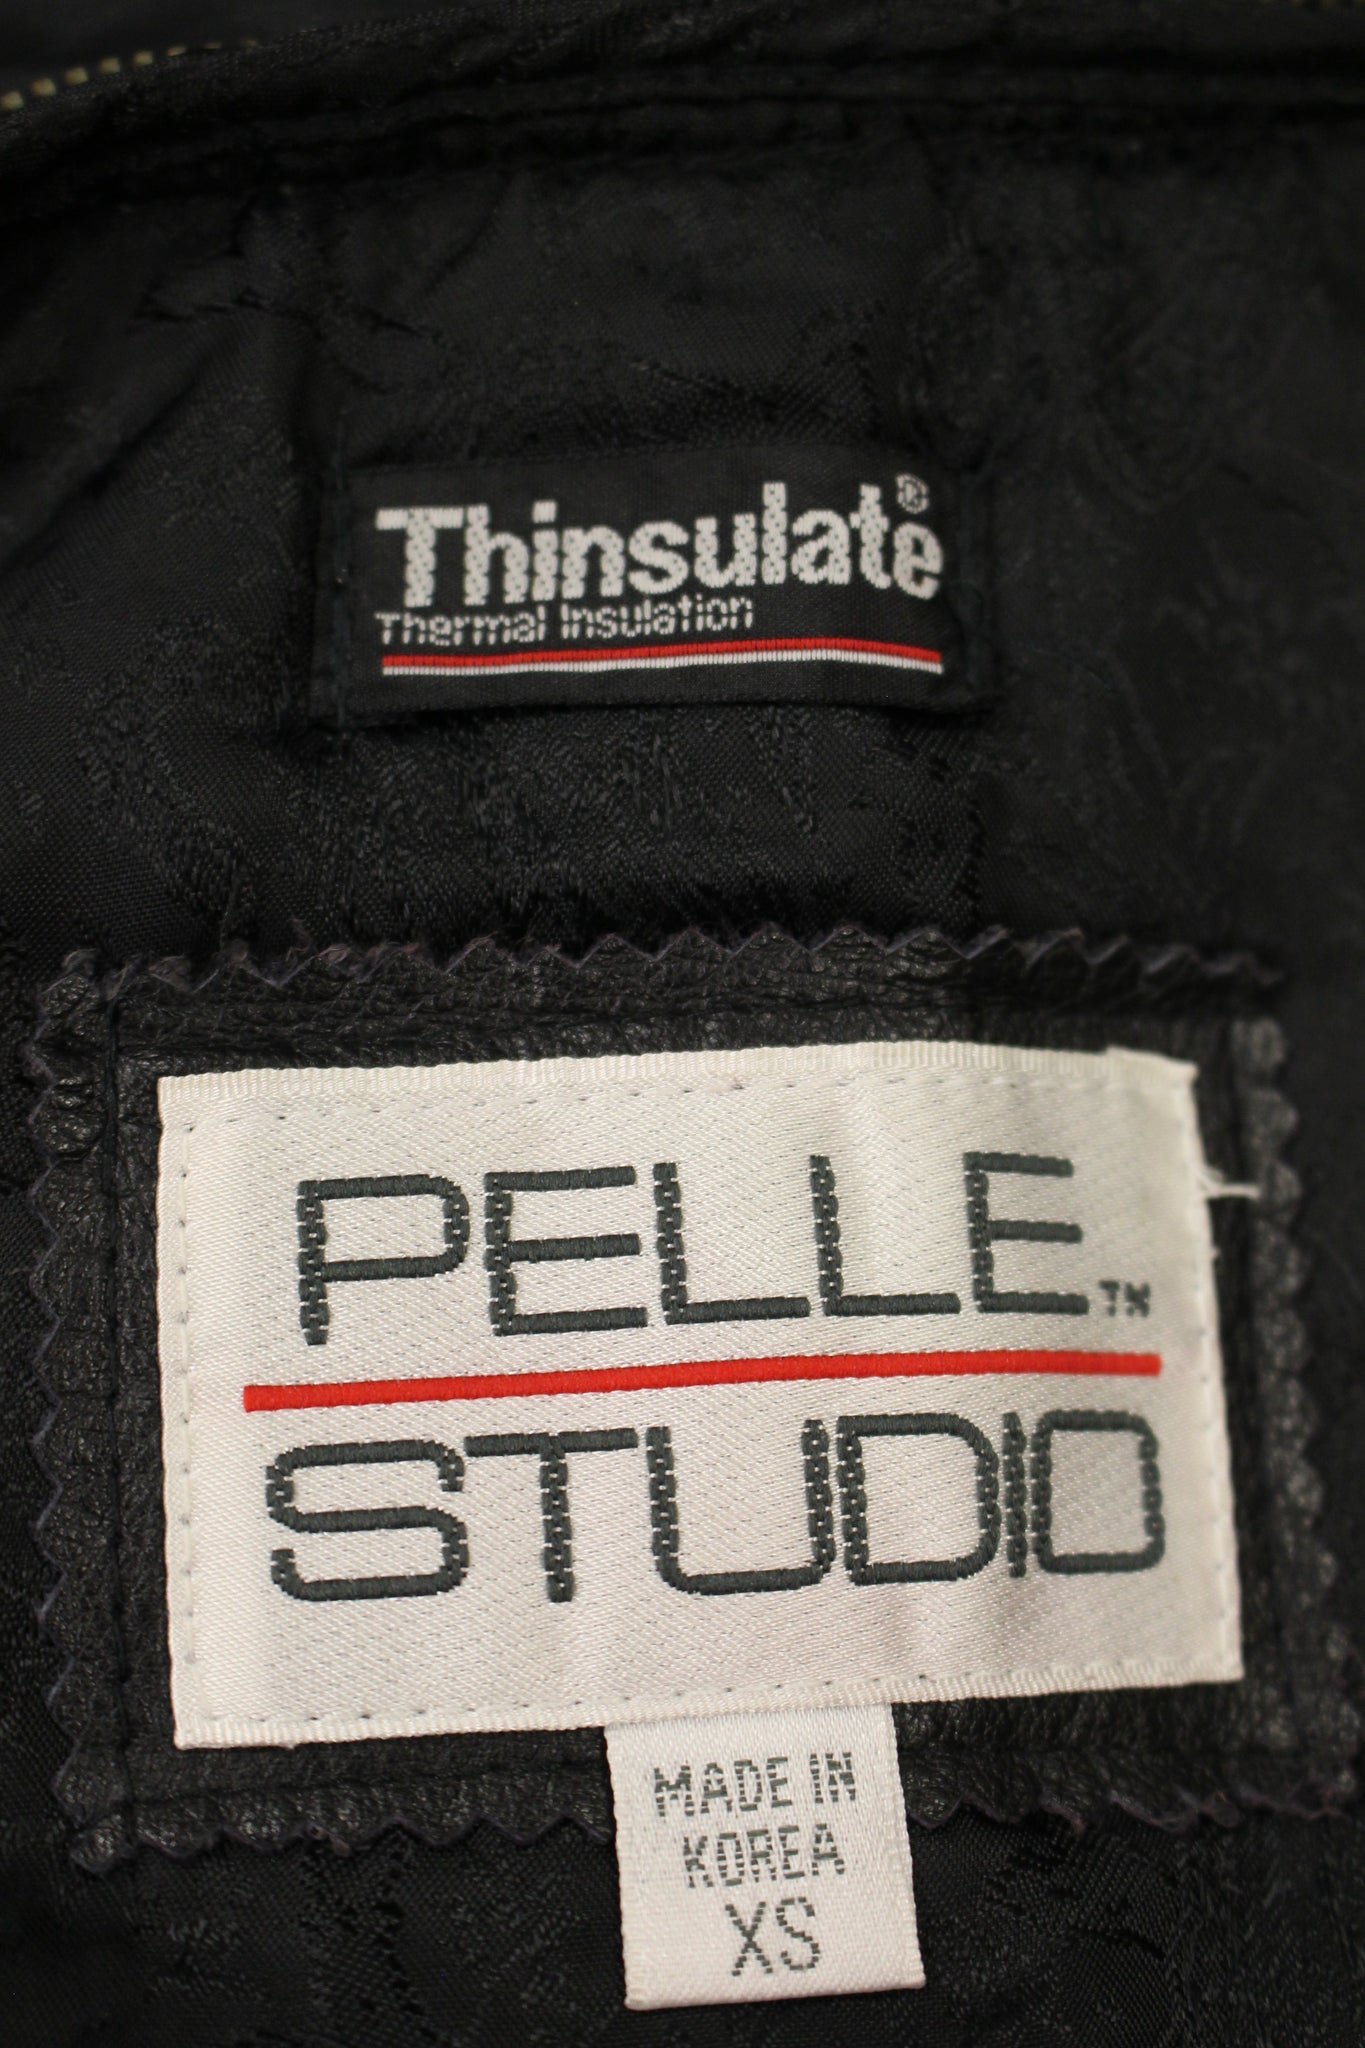 Thinsulate®
Thermal Insulation
PELLE™
STUDIO
MADE IN
KOREA
XS